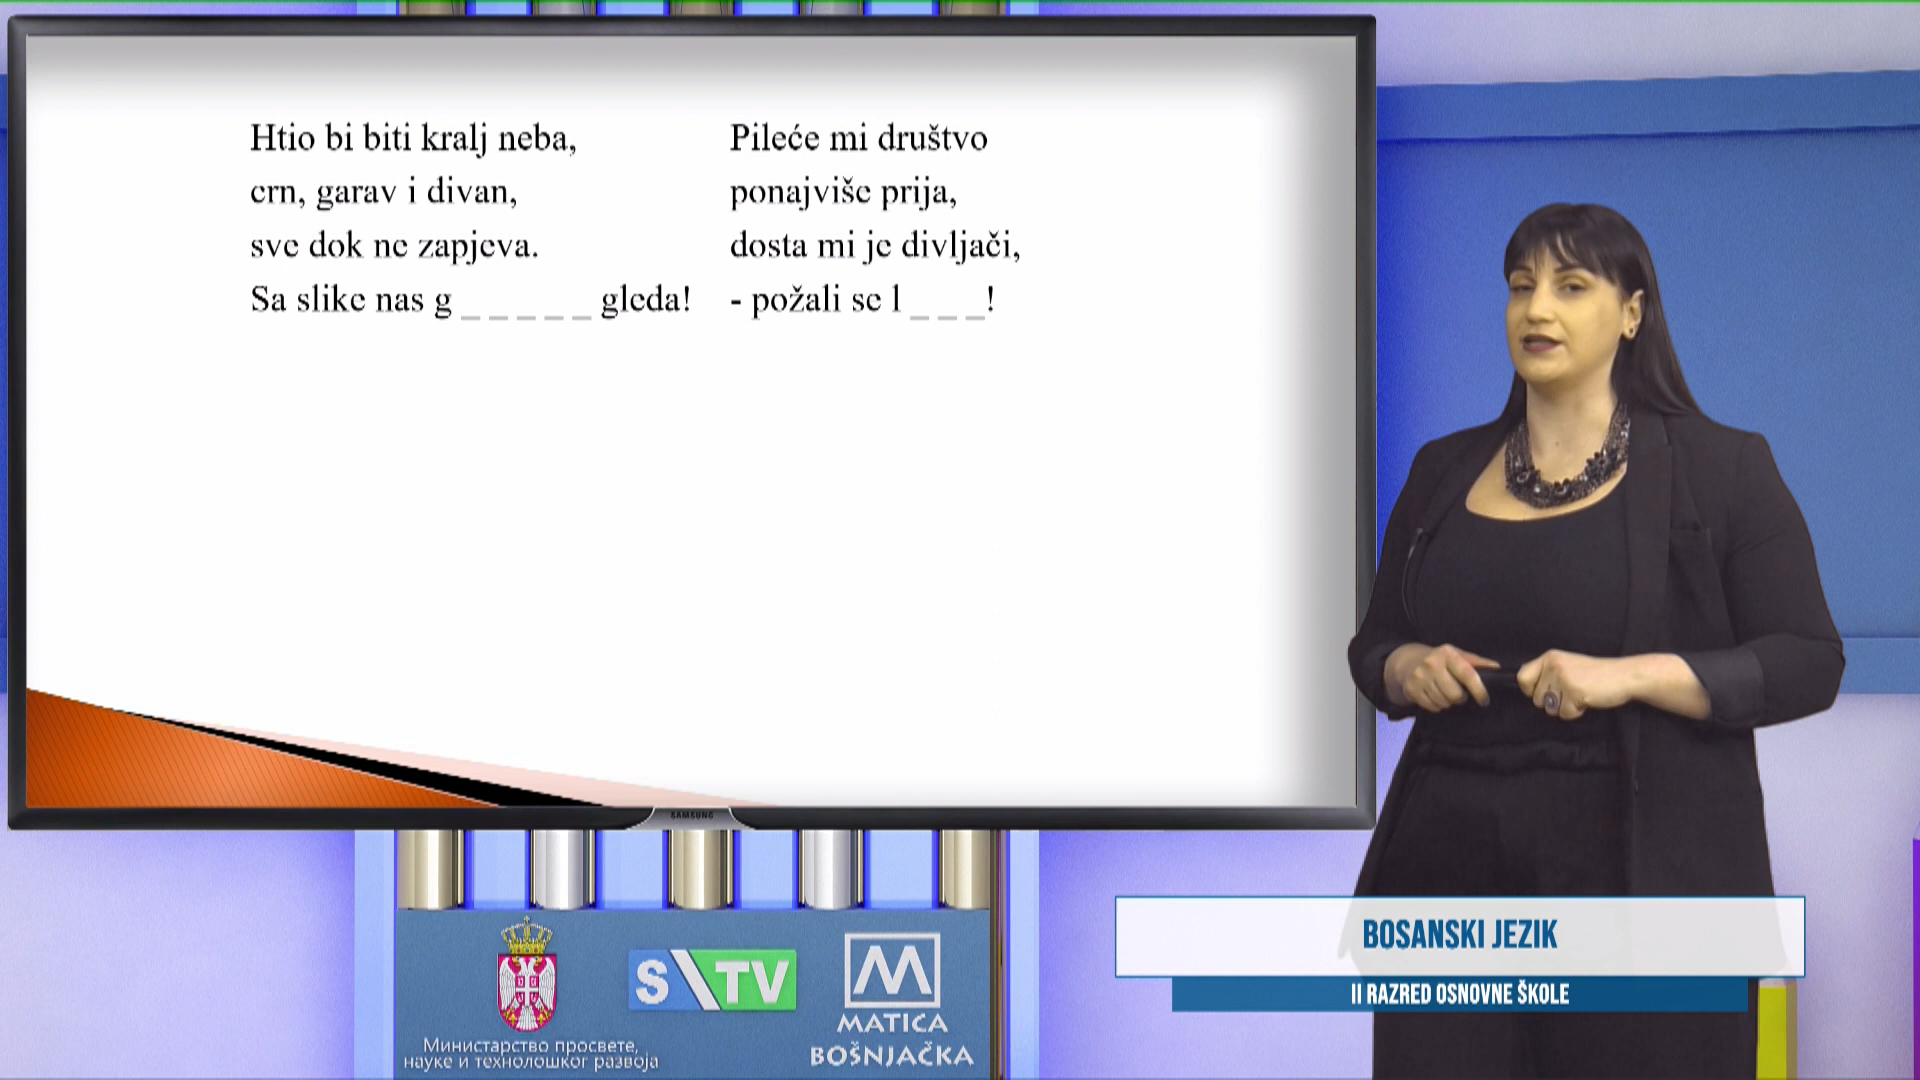 Htio bi biti kralj neba,
crn, garav i divan,
sve dok ne zapjeva.
Sa slike nas g _ _ _ _ _ gleda!
Pileće mi društvo
ponajviše prija,
dosta mi je divljači,
- požali se l _ _ _!
SAMSUNG
BOSANSKI JEZIK
II RAZRED OSNOVNE ŠKOLE
Министарство просвете,
науке и технолошког развоја
S TV
MATICA
BOŠNJAČKA